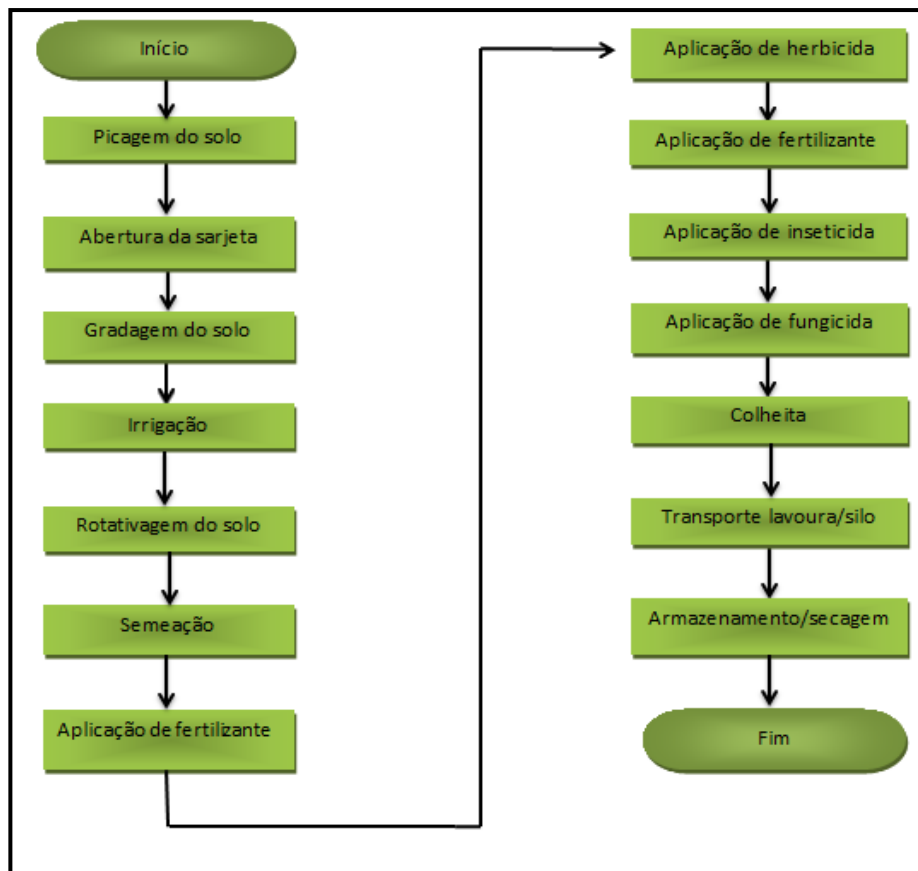 Início
Picagem do solo
Abertura da sarjeta
Gradagem do solo
Irrigação
Rotativagem do solo
Semeação
Aplicação de fertilizante
Aplicação de herbicida
Aplicação de fertilizante
Aplicação de inseticida
Aplicação de fungicida
Colheita
Transporte lavoura/silo
Armazenamento/secagem
Fim